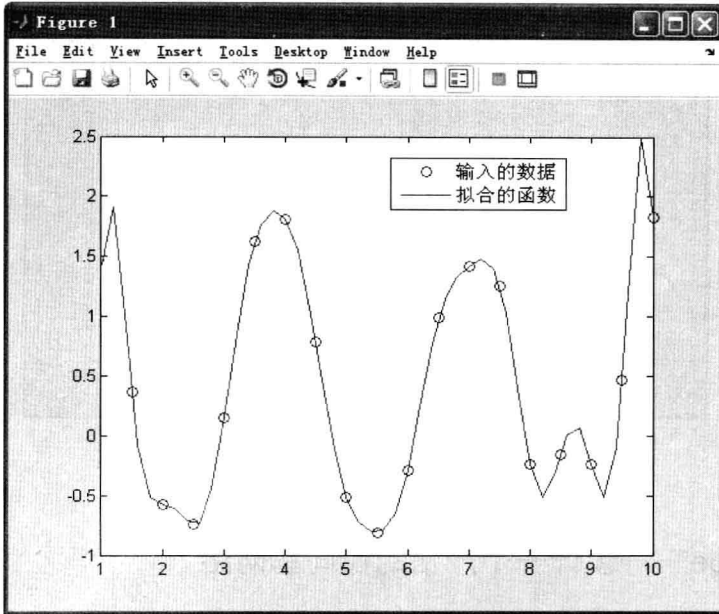 Figure 1
File Edit View Insert Tools Desktop Window Help
2.5
2
1.5
1
0.5
0
-0.5
-1
输入的数据
拟合的函数
1 2 3 4 5 6 7 8 9 10